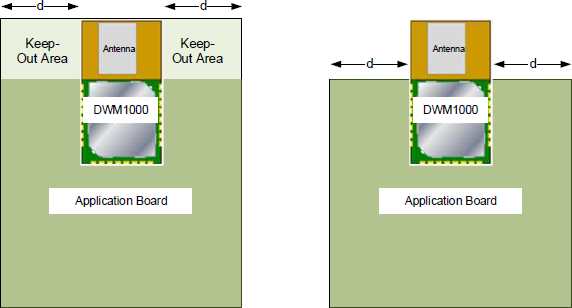 d
d
Keep-
Out Area
Antenna
Keep-
Out Area
DWM1000
Application Board
Antenna
d
d
DWM1000
Application Board